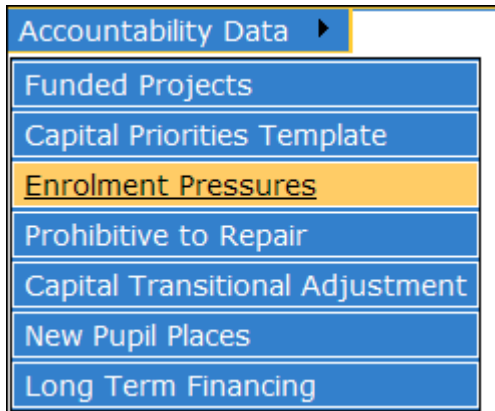 Accountability Data
Funded Projects
Capital Priorities Template
Enrolment Pressures
Prohibitive to Repair
Capital Transitional Adjustment
New Pupil Places
Long Term Financing